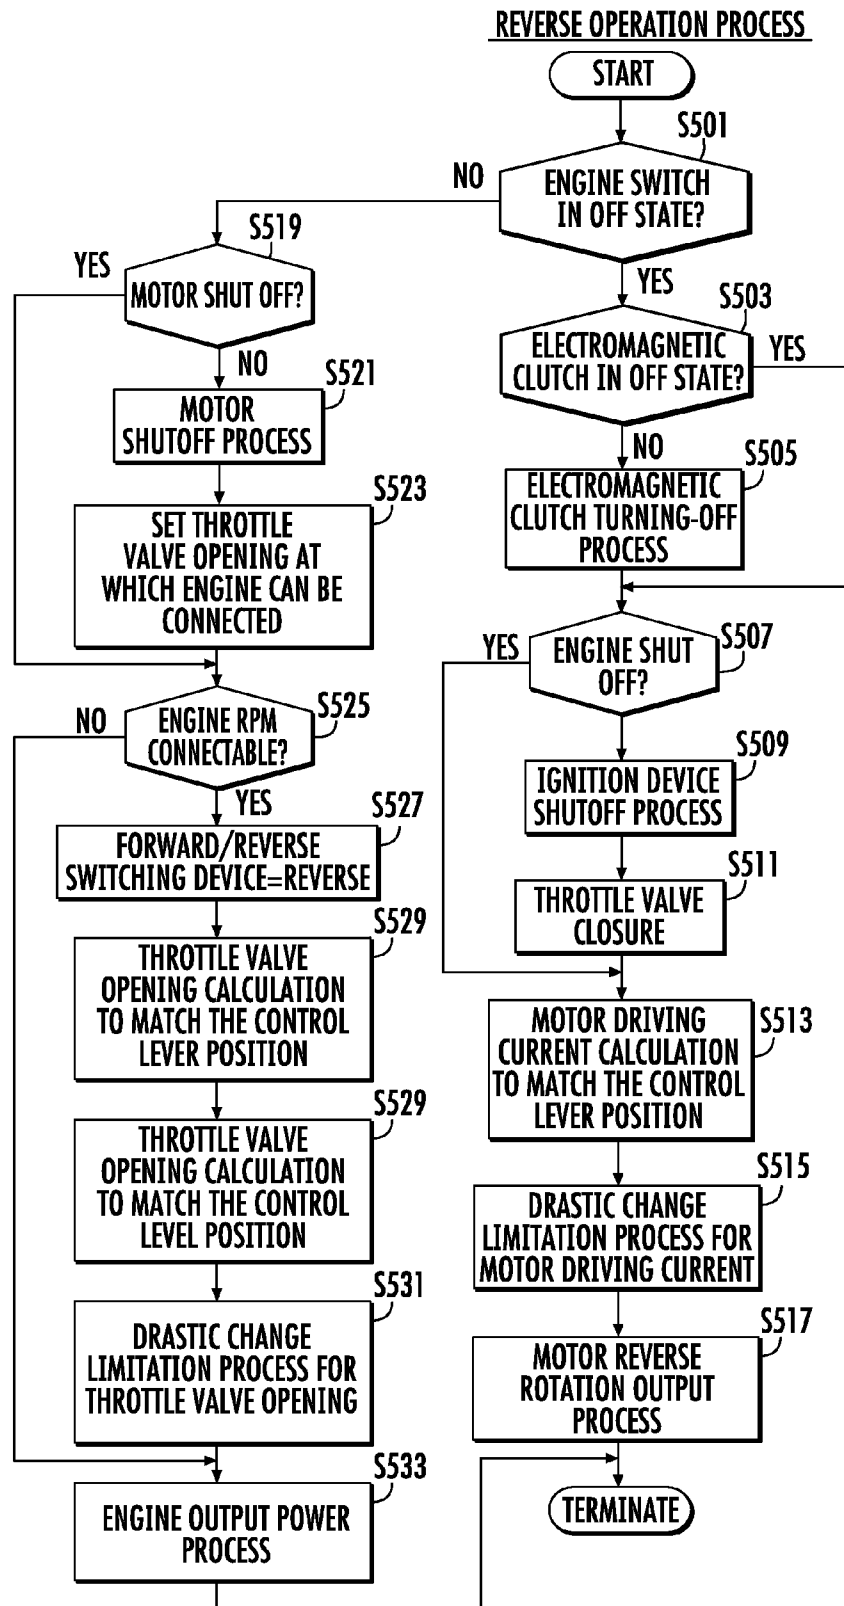 REVERSE OPERATION PROCESS
START
S501
ENGINE SWITCH
IN OFF STATE?
NO
YES
S503
ELECTROMAGNETIC
CLUTCH IN OFF STATE?
YES
NO
S505
ELECTROMAGNETIC
CLUTCH TURNING-OFF
PROCESS
S507
ENGINE SHUT
OFF?
YES
S509
IGNITION DEVICE
SHUTOFF PROCESS
S511
THROTTLE VALVE
CLOSURE
S513
MOTOR DRIVING
CURRENT CALCULATION
TO MATCH THE CONTROL
LEVER POSITION
S515
DRASTIC CHANGE
LIMITATION PROCESS FOR
MOTOR DRIVING CURRENT
S517
MOTOR REVERSE
ROTATION OUTPUT
PROCESS
TERMINATE
S519
YES
MOTOR SHUT OFF?
NO
S521
MOTOR
SHUTOFF PROCESS
S523
SET THROTTLE
VALVE OPENING AT
WHICH ENGINE CAN BE
CONNECTED
S525
NO
ENGINE RPM
CONNECTABLE?
YES
S527
FORWARD/REVERSE
SWITCHING DEVICE=REVERSE
S529
THROTTLE VALVE
OPENING CALCULATION
TO MATCH THE CONTROL
LEVER POSITION
S529
THROTTLE VALVE
OPENING CALCULATION
TO MATCH THE CONTROL
LEVEL POSITION
S531
DRASTIC CHANGE
LIMITATION PROCESS FOR
THROTTLE VALVE OPENING
S533
ENGINE OUTPUT POWER
PROCESS